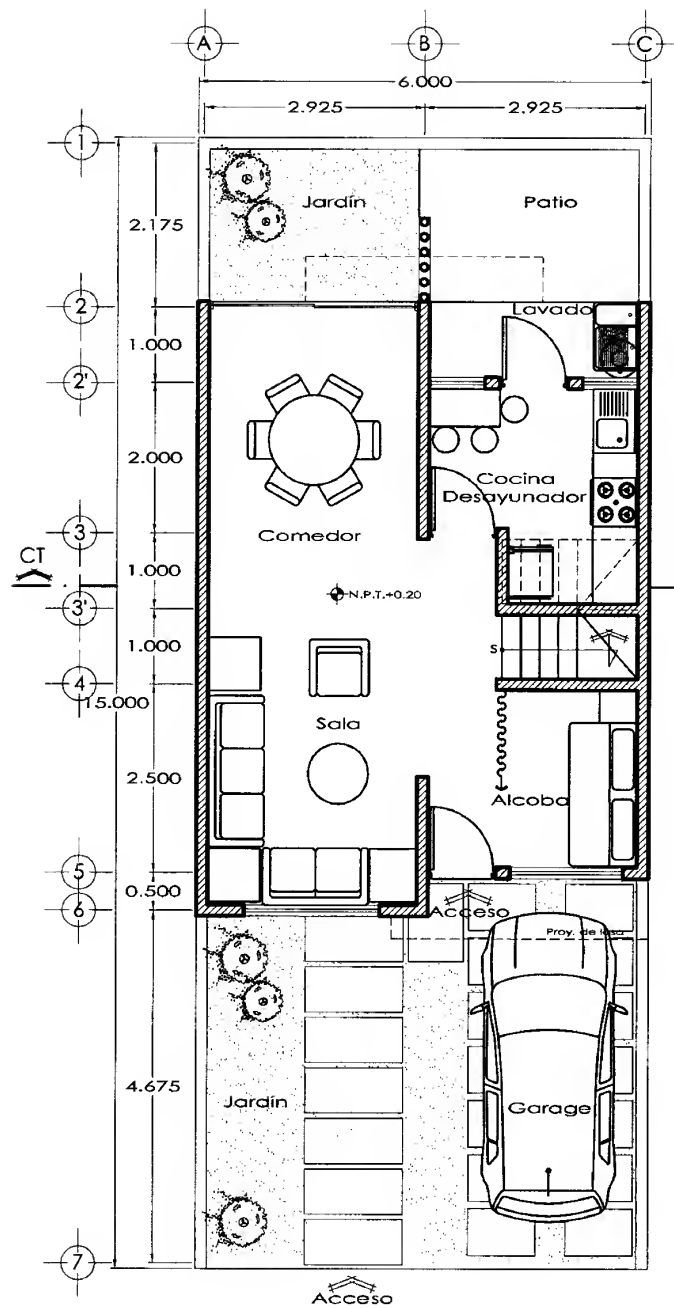 A
B
C
6.000
2.925
2.925
1
2.175
Jardín
Patio
2
Lavado
1.000
2'
2.000
Cocina
Desayunador
Comedor
3
CT
1.000
N.P.T.+0.20
3'
1.000
S
4
15.000
Sala
2.500
Alcoba
5
0.500
6
Acceso
Proy. de losa
4.675
Jardín
Garage
7
Acceso